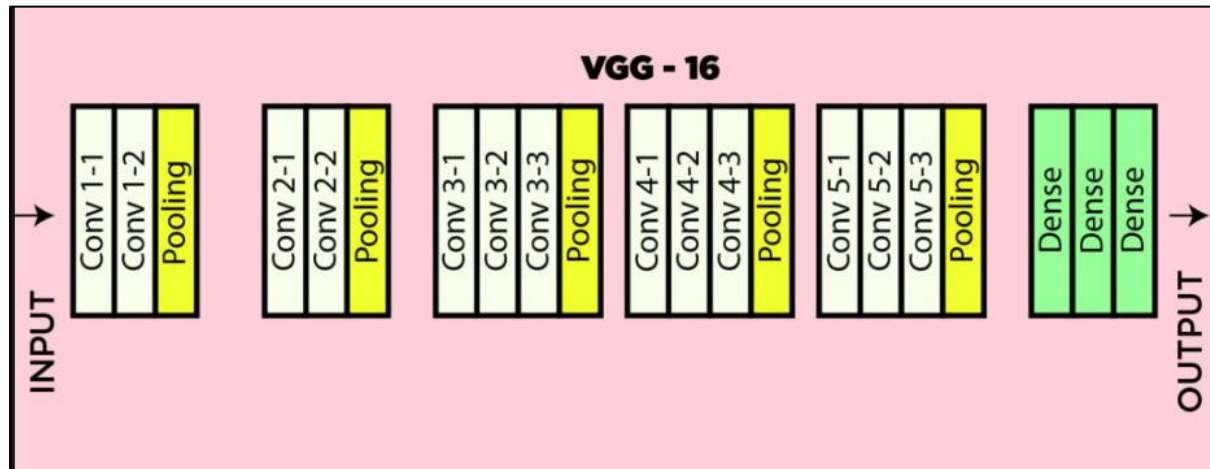 VGG - 16
INPUT
Conv 1-1
Conv 1-2
Pooling
Conv 2-1
Conv 2-2
Pooling
Conv 3-1
Conv 3-2
Conv 3-3
Pooling
Conv 4-1
Conv 4-2
Conv 4-3
Pooling
Conv 5-1
Conv 5-2
Conv 5-3
Pooling
Dense
Dense
Dense
OUTPUT